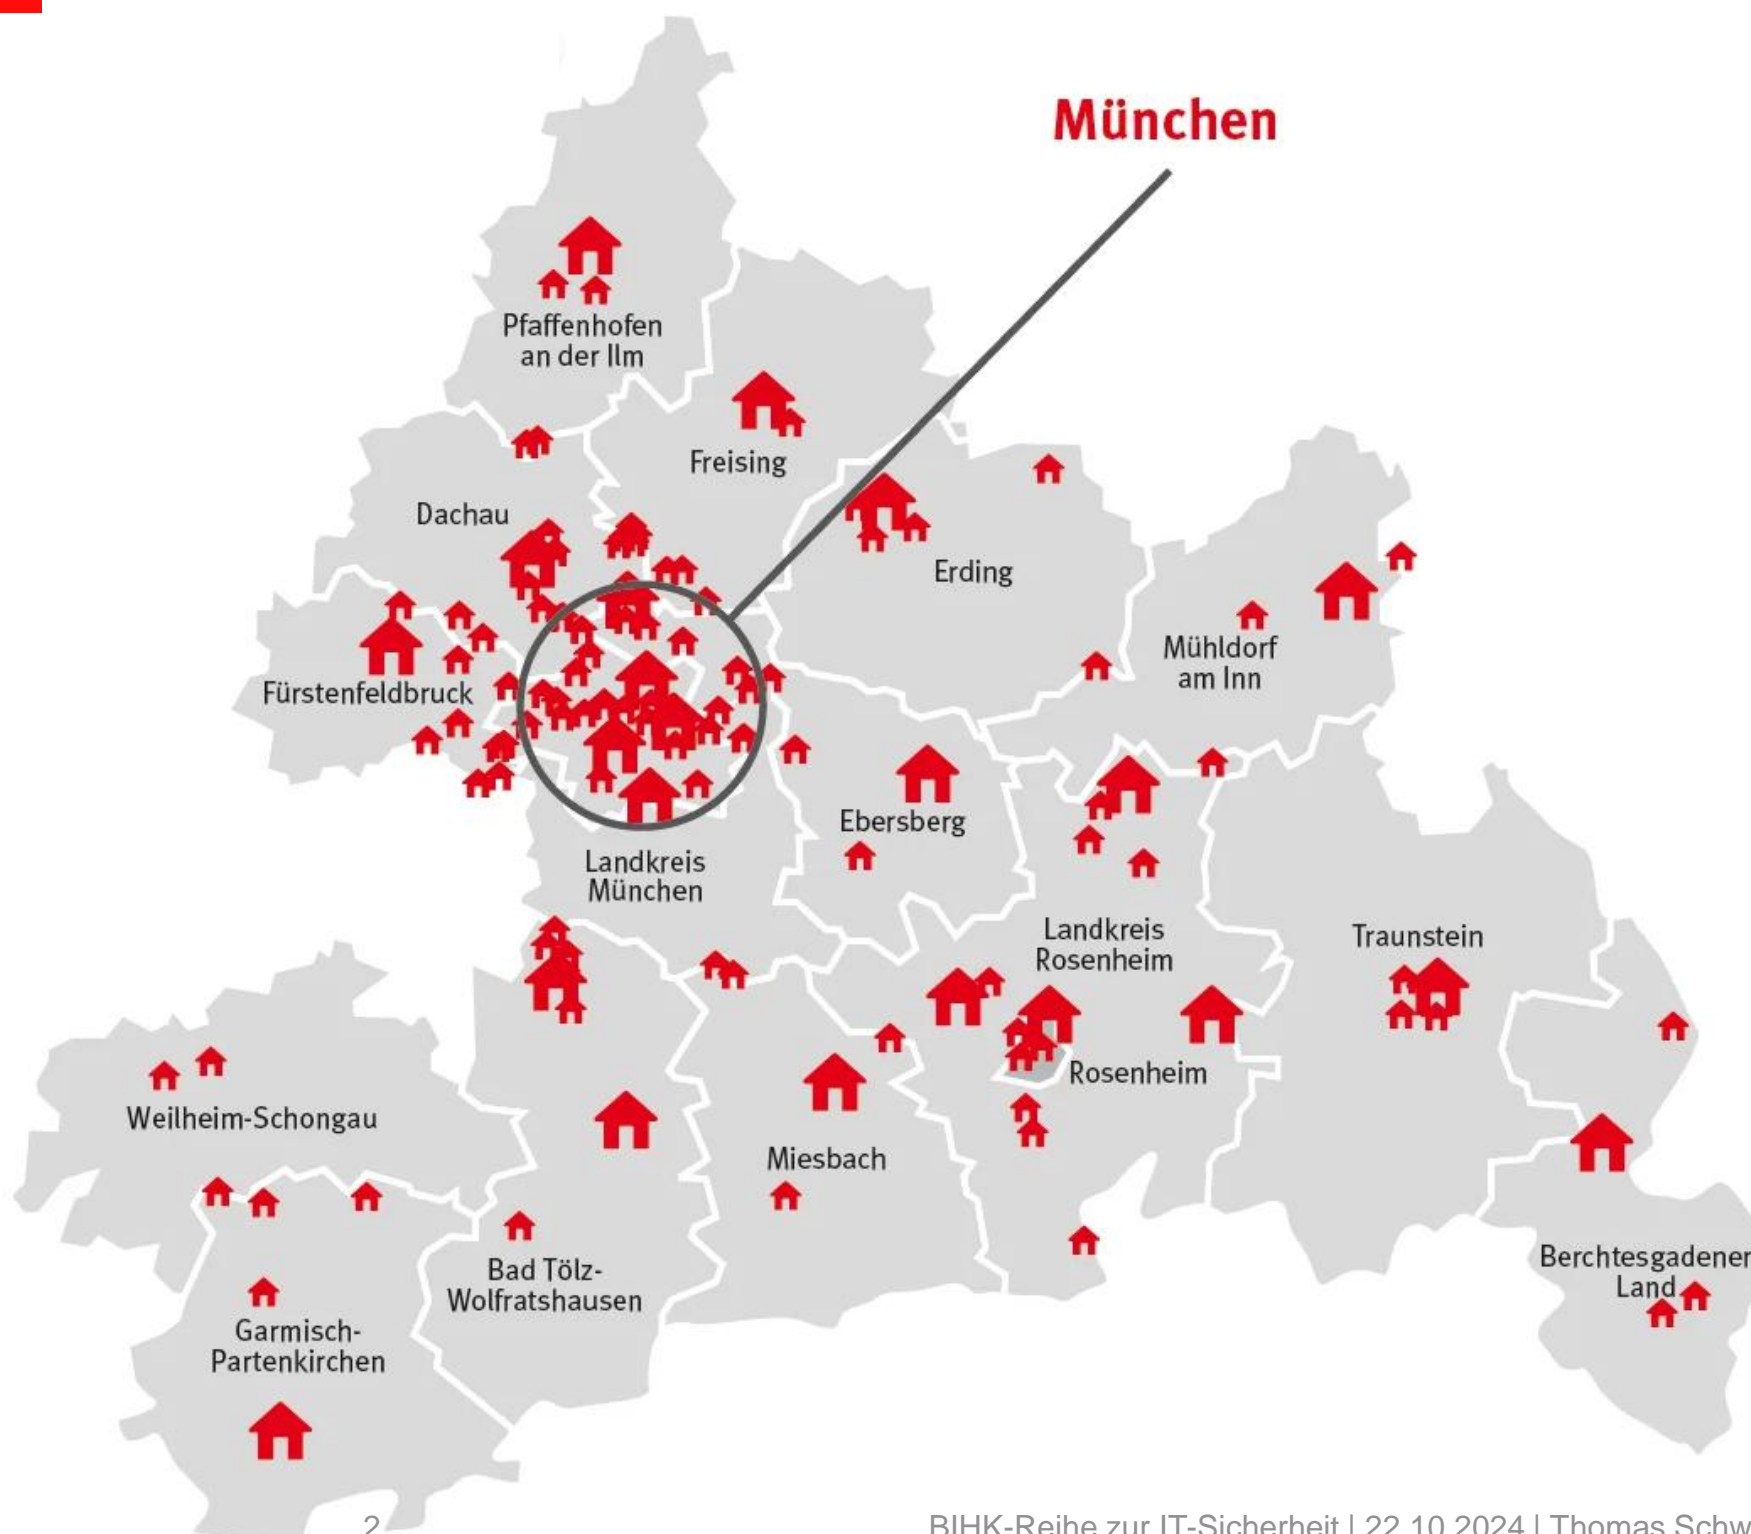 München
Pfaffenhofen
an der Ilm
Freising
Dachau
Erding
Mühldorf
am Inn
Fürstenfeldbruck
Ebersberg
Landkreis
München
Landkreis
Rosenheim
Traunstein
Rosenheim
Weilheim-Schongau
Miesbach
Bad Tölz-
Wolfratshausen
Berchtesgadener
Land
Garmisch-
Partenkirchen
2
BIHK-Reihe zur IT-Sicherheit | 22.10.2024 | Thomas Schw